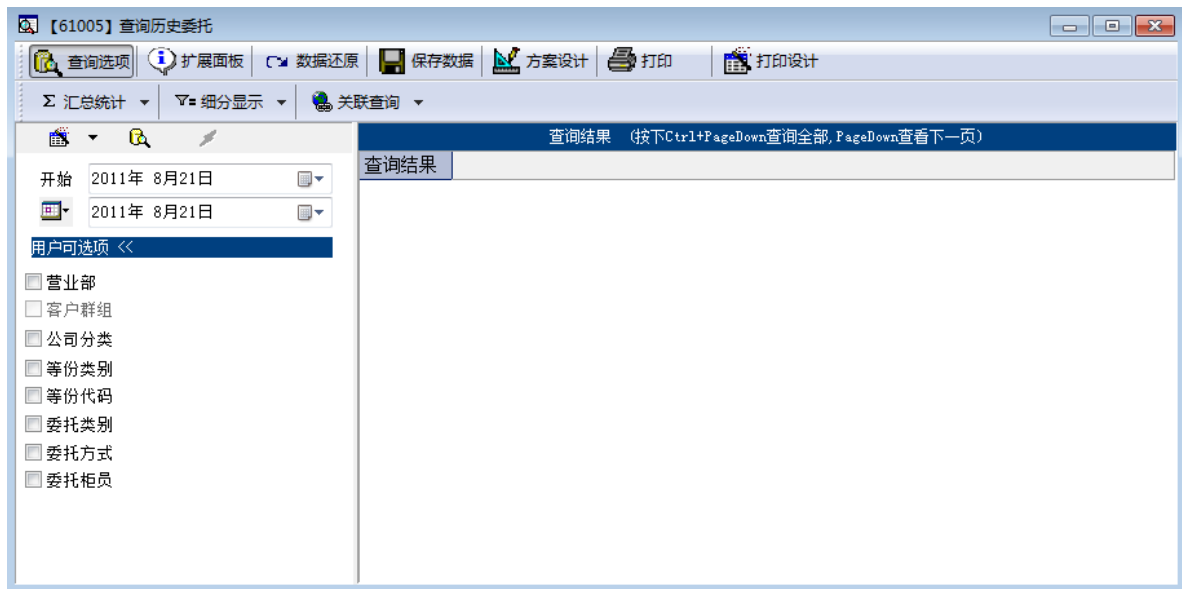 【61005】查询历史委托
查询选项 扩展面板 数据还原 保存数据 方案设计 打印 打印设计
Σ 汇总统计 细分显示 关联查询
查询结果 (按下Ctrl+PageDown查询全部,PageDown查看下一页)
查询结果
开始 2011年 8月21日
2011年 8月21日
用户可选项 <<
营业部
客户群组
公司分类
等份类别
等份代码
委托类别
委托方式
委托柜员